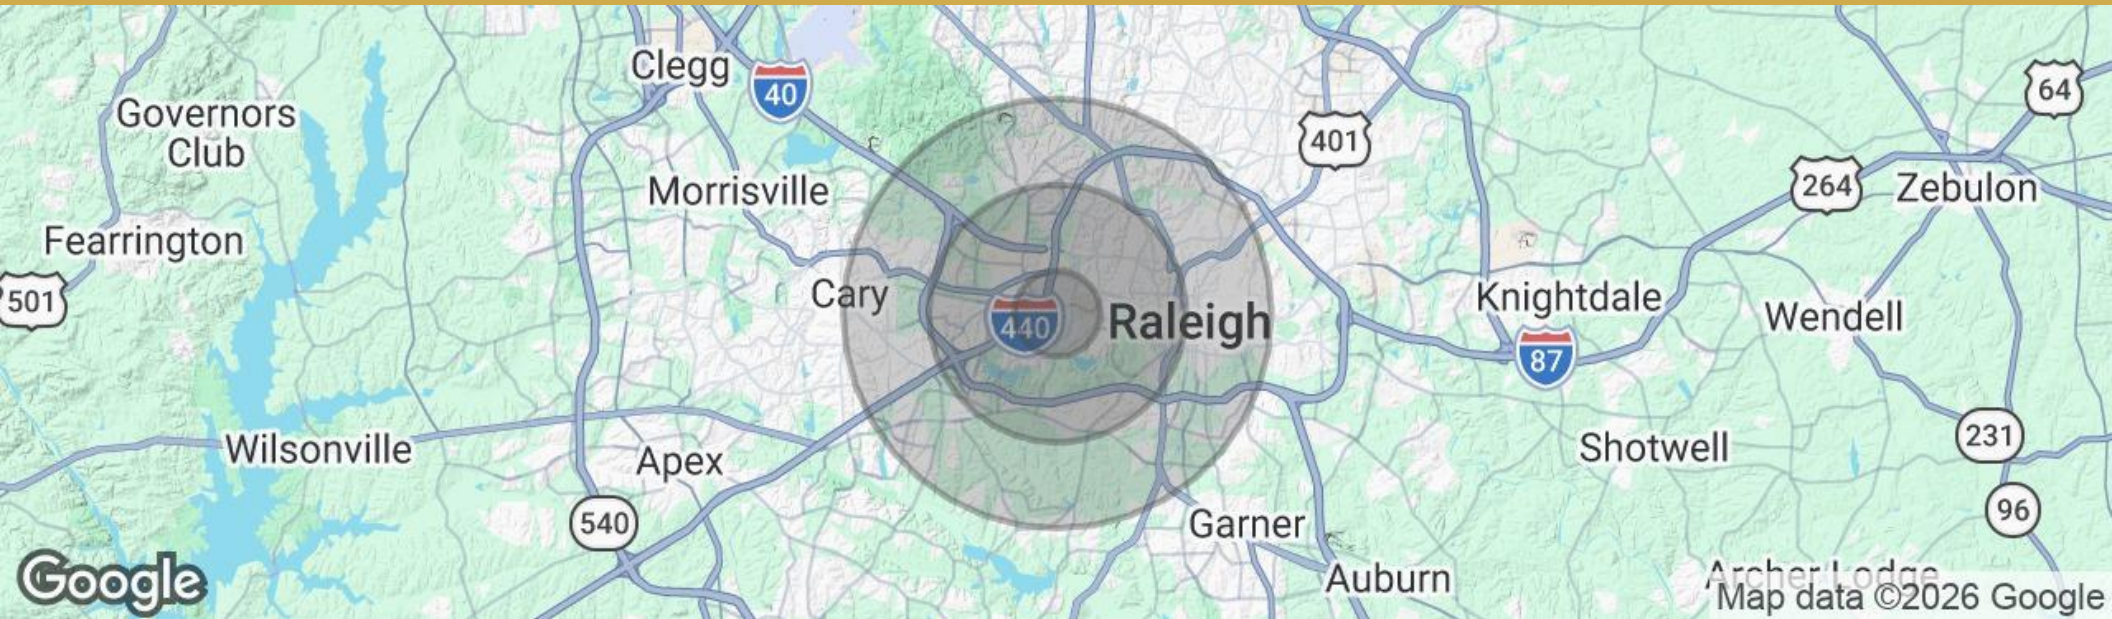 Clegg
40
64
Governors
Club
401
Morrisville
264
Zebulon
Fearrington
501
Cary
440
Raleigh
Knightdale
Wendell
87
Wilsonville
Apex
Shotwell
231
540
Garner
96
Google
Auburn
Archer Lodge
Map data ©2026 Google